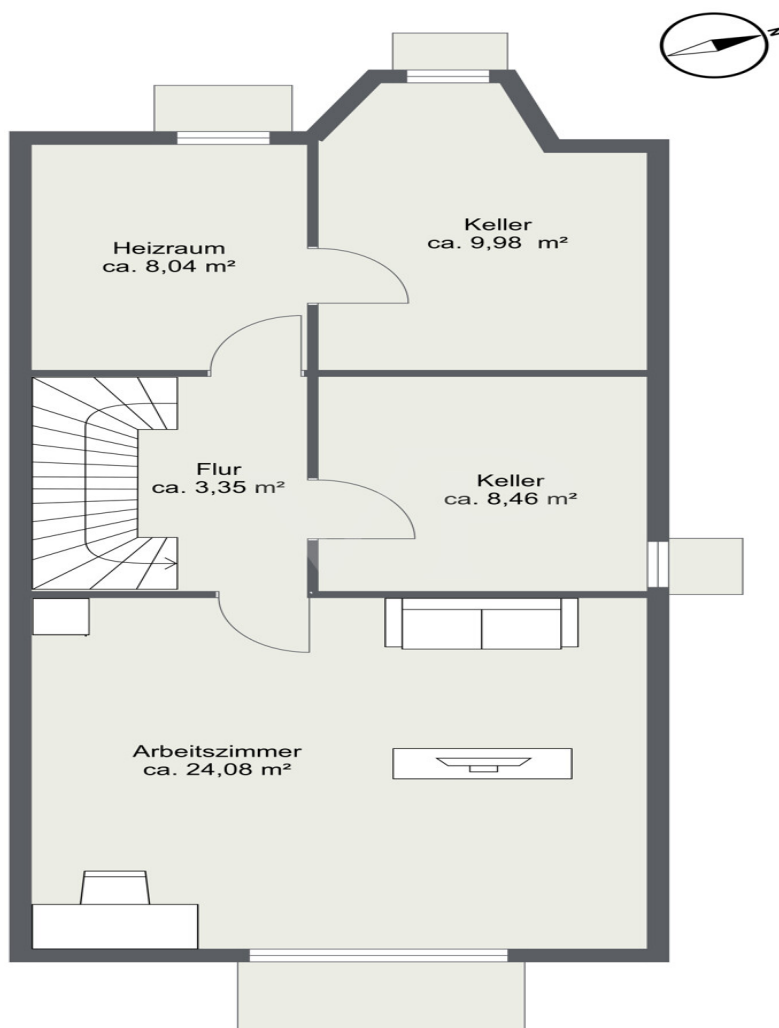 N
Keller
ca. 9,98 m²
Heizraum
ca. 8,04 m²
Flur
ca. 3,35 m²
Keller
ca. 8,46 m²
Arbeitszimmer
ca. 24,08 m²